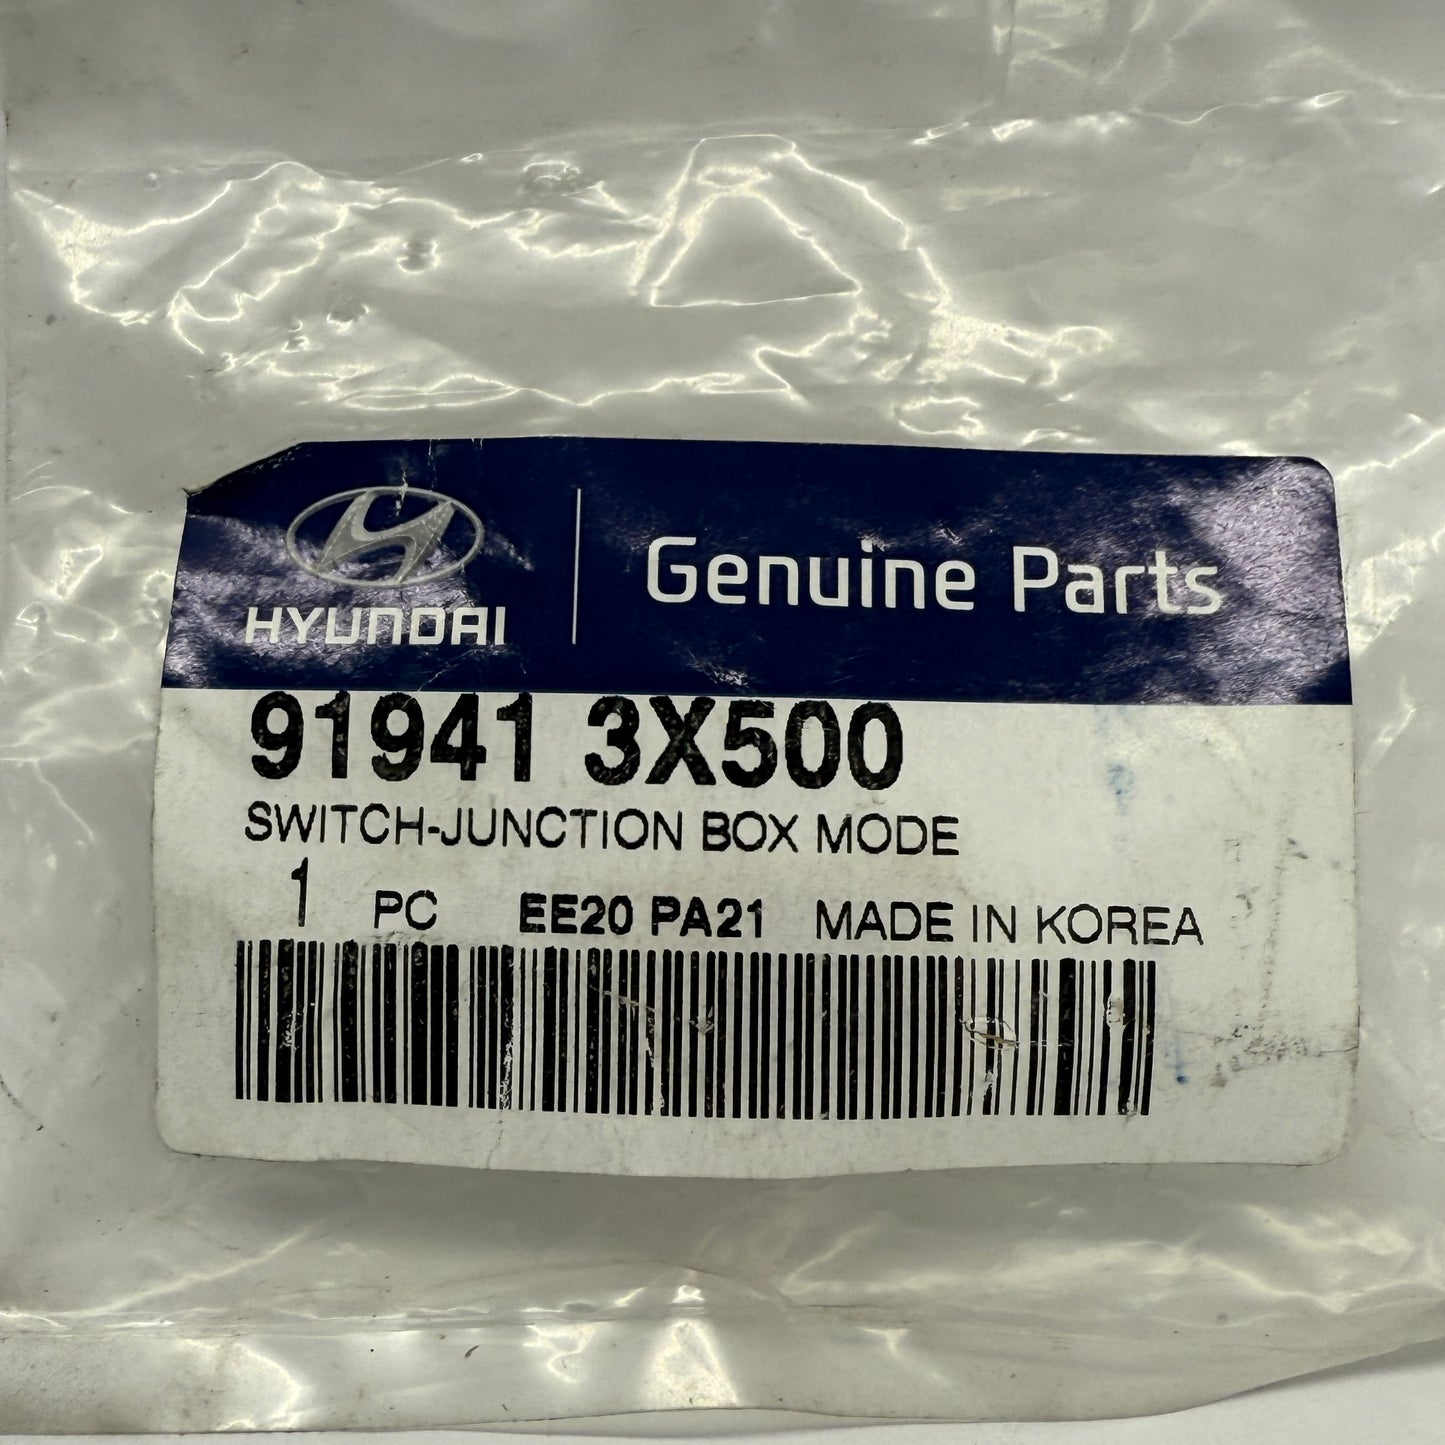 HYUNDAI
Genuine Parts
91941 3X500
SWITCH-JUNCTION BOX MODE
1 PC EE20 PA21 MADE IN KOREA